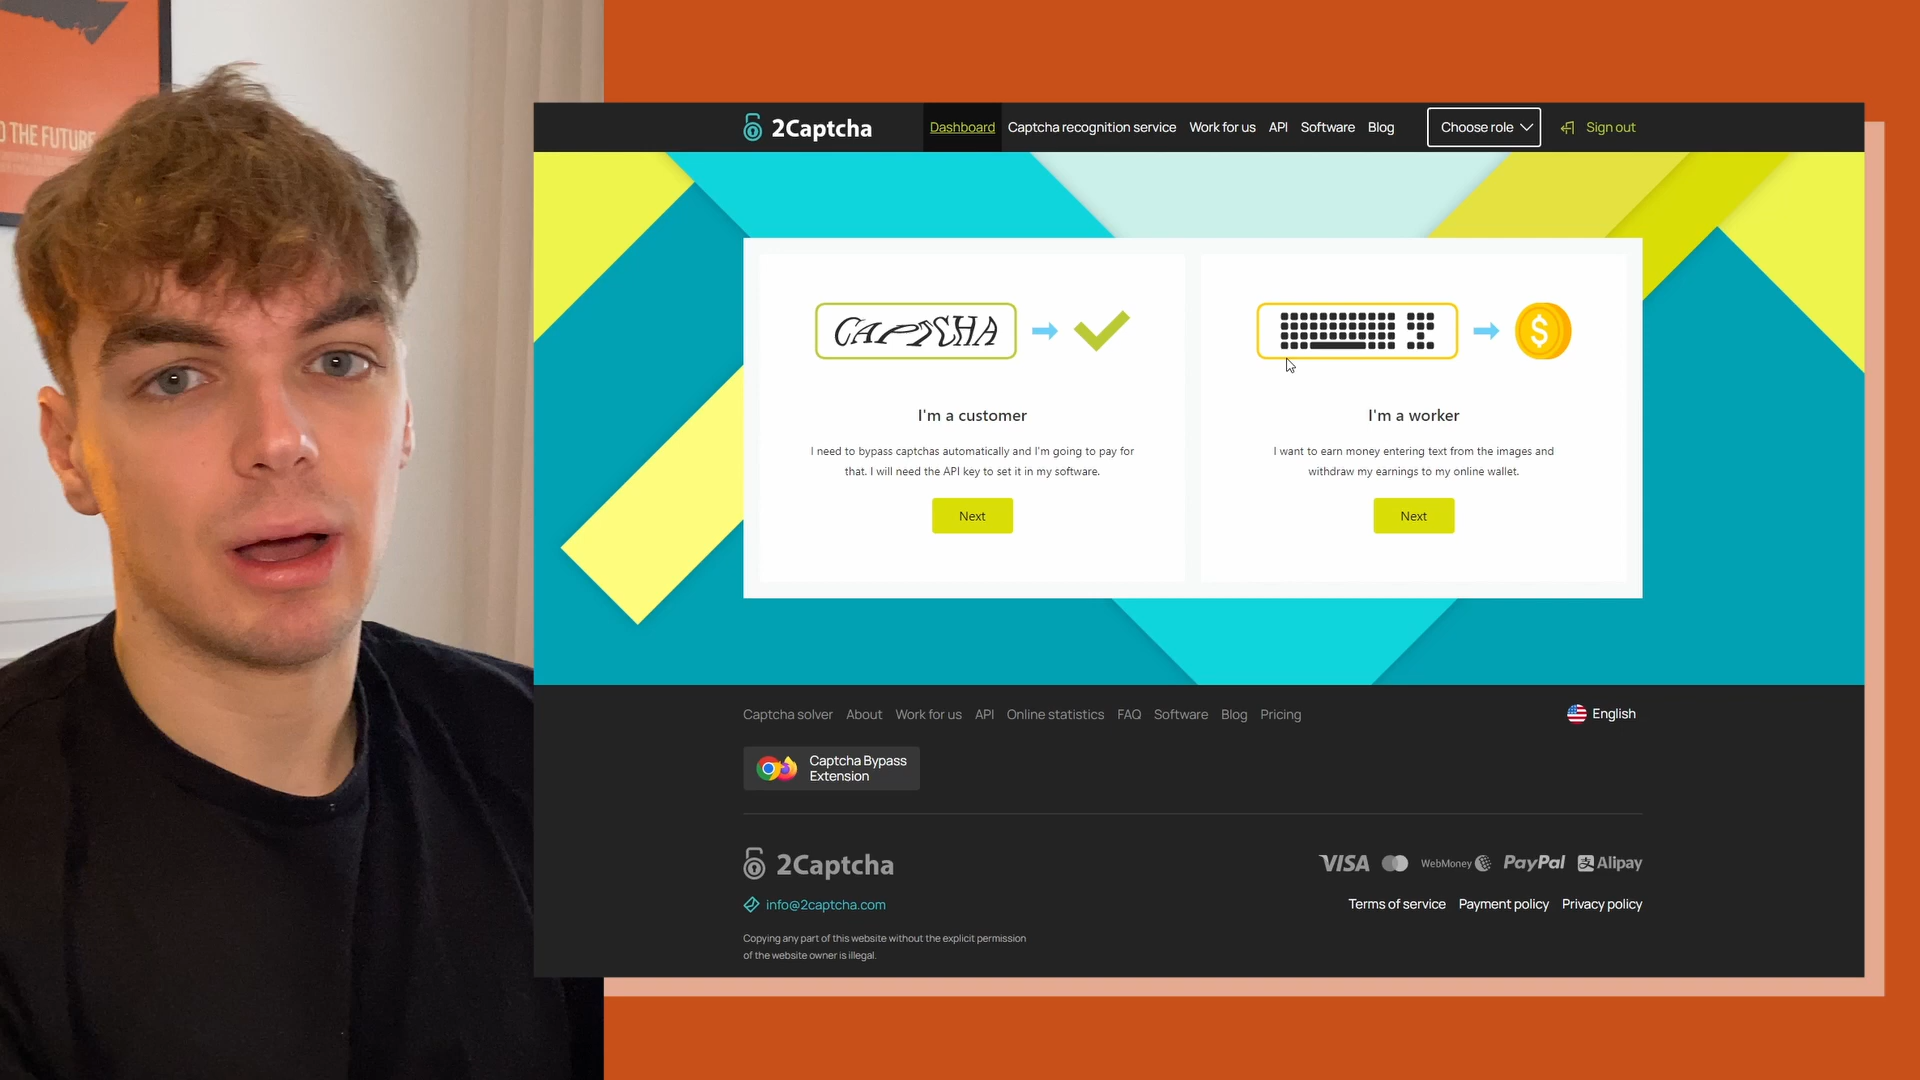 O THE FUTURE
2Captcha
Dashboard
Captcha recognition service
Work for us
API
Software
Blog
Choose role
Sign out
CAPTCHA
I'm a customer
I need to bypass captchas automatically and I'm going to pay for
that. I will need the API key to set it in my software.
Next
$
I'm a worker
I want to earn money entering text from the images and
withdraw my earnings to my online wallet.
Next
Captcha solver
About
Work for us
API
Online statistics
FAQ
Software
Blog
Pricing
English
Captcha Bypass
Extension
2Captcha
info@2captcha.com
Copying any part of this website without the explicit permission
of the website owner is illegal.
VISA
WebMoney
PayPal
Alipay
Terms of service
Payment policy
Privacy policy